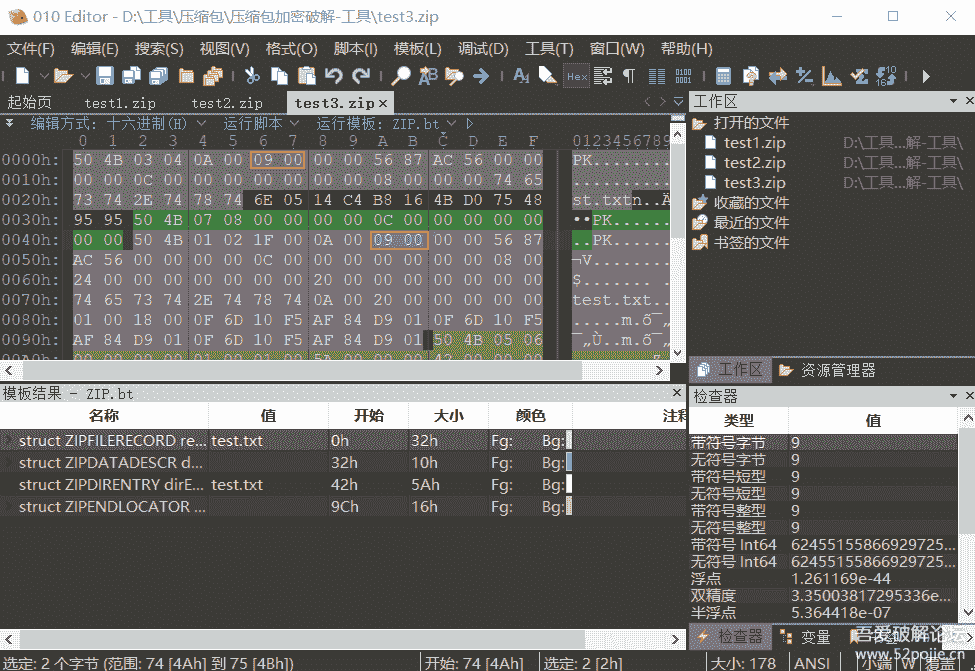 010 Editor - D:\工具\压缩包\压缩包加密破解-工具\test3.zip
文件(F) 编辑(E) 搜索(S) 视图(V) 格式(O) 脚本(I) 模板(L) 调试(D) 工具(T) 窗口(W) 帮助(H)
起始页 test1.zip test2.zip test3.zip ×
编辑方式: 十六进制(H) 运行脚本 运行模板: ZIP.bt
0 1 2 3 4 5 6 7 8 9 A B C D E F 0123456789
0000h: 50 4B 03 04 0A 00 09 00 00 00 56 87 AC 56 00 00 PK........
0010h: 00 00 0C 00 00 00 00 00 00 00 08 00 00 00 74 65 ..........
0020h: 73 74 2E 74 78 74 6E 05 14 C4 B8 16 4B D0 75 48 st.txtn..Ä
0030h: 95 95 50 4B 07 08 00 00 00 00 0C 00 00 00 00 00 ••PK......
0040h: 00 00 50 4B 01 02 1F 00 0A 00 09 00 00 00 56 87 ..PK......
0050h: AC 56 00 00 00 00 0C 00 00 00 00 00 00 00 08 00 ¬V........
0060h: 24 00 00 00 00 00 00 00 20 00 00 00 00 00 00 00 $.........
0070h: 74 65 73 74 2E 74 78 74 0A 00 20 00 00 00 00 00 test.txt..
0080h: 01 00 18 00 0F 6D 10 F5 AF 84 D9 01 0F 6D 10 F5 .....m.õ¯„
0090h: AF 84 D9 01 0F 6D 10 F5 AF 84 D9 01 50 4B 05 06 ¯„Ù..m.õ¯„
模板结果 - ZIP.bt
名称 值 开始 大小 颜色 注释
struct ZIPFILERECORD re... test.txt 0h 32h Fg: Bg:
struct ZIPDATADESCR d... 32h 10h Fg: Bg:
struct ZIPDIRENTRY dirE... test.txt 42h 5Ah Fg: Bg:
struct ZIPENDLOCATOR ... 9Ch 16h Fg: Bg:
工作区
打开的文件
test1.zip D:\工具...解-工具\
test2.zip D:\工具...解-工具\
test3.zip D:\工具...解-工具\
收藏的文件
最近的文件
书签的文件
工作区 资源管理器
检查器
类型 值
带符号字节 9
无符号字节 9
带符号短型 9
无符号短型 9
带符号整型 9
无符号整型 9
带符号 Int64 62455155866929725...
无符号 Int64 62455155866929725...
浮点 1.261169e-44
双精度 3.35003817295336e...
半浮点 5.364418e-07
检查器 变量
吾爱破解论坛
www.52pojie.cn
选定: 2 个字节 (范围: 74 [4Ah] 到 75 [4Bh]) 开始: 74 [4Ah] 选定: 2 [2h] 大小: 178 ANSI 小端 W 覆盖